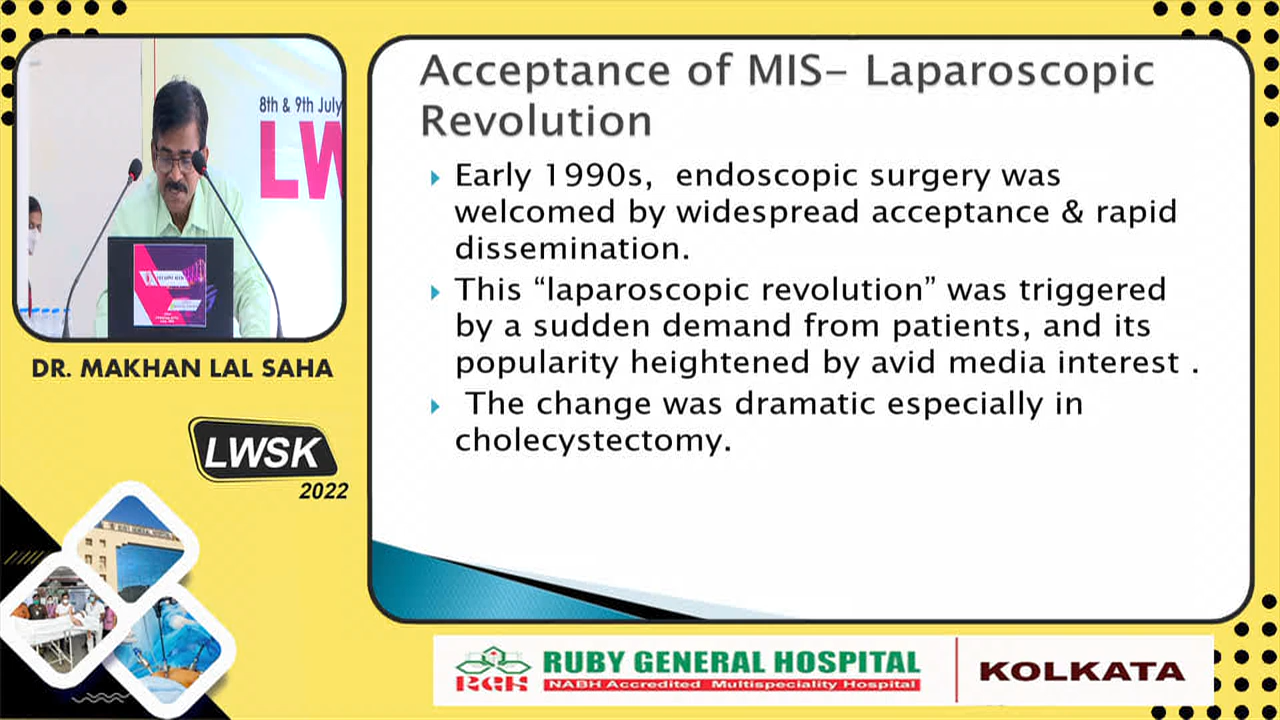 8th & 9th July
LW
DR. MAKHAN LAL SAHA
LWSK
2022
Acceptance of MIS– Laparoscopic
Revolution
Early 1990s, endoscopic surgery was
welcomed by widespread acceptance & rapid
dissemination.
This “laparoscopic revolution” was triggered
by a sudden demand from patients, and its
popularity heightened by avid media interest .
The change was dramatic especially in
cholecystectomy.
RGH
RUBY GENERAL HOSPITAL
NABH Accredited Multispeciality Hospital
KOLKATA